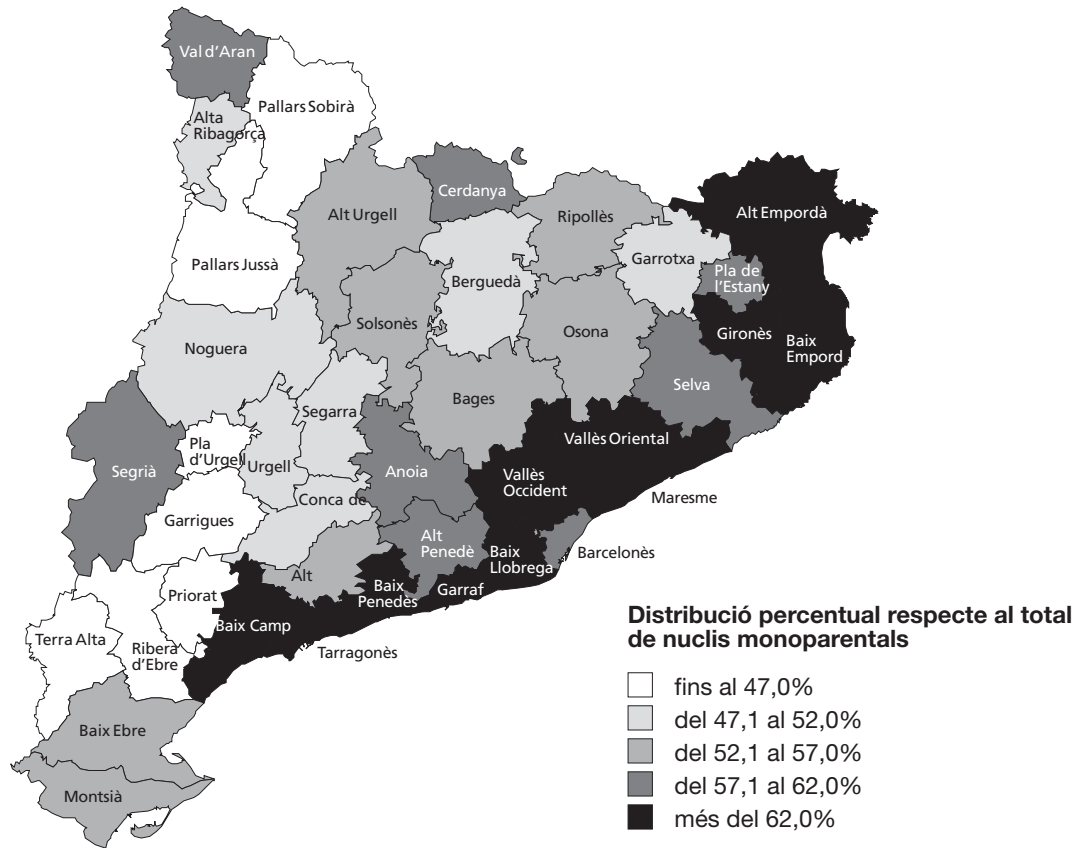 Val d'Aran
Pallars Sobirà
Alta
Ribagorça
Cerdanya
Alt Urgell
Ripollès
Alt Empordà
Pallars Jussà
Garrotxa
Berguedà
Pla de
l'Estany
Solsonès
Osona
Gironès
Baix
Empord
Noguera
Selva
Bages
Segarra
Vallès Oriental
Pla
d'Urgell
Urgell
Segrià
Anoia
Vallès
Occident
Conca de
Maresme
Garrigues
Alt
Penedè
Baix
Llobrega
Barcelonès
Alt
Baix
Penedès
Garraf
Priorat
Baix Camp
Tarragonès
Terra Alta
Ribera
d'Ebre
Baix Ebre
Montsià
Distribució percentual respecte al total
de nuclis monoparentals
fins al 47,0%
del 47,1 al 52,0%
del 52,1 al 57,0%
del 57,1 al 62,0%
més del 62,0%